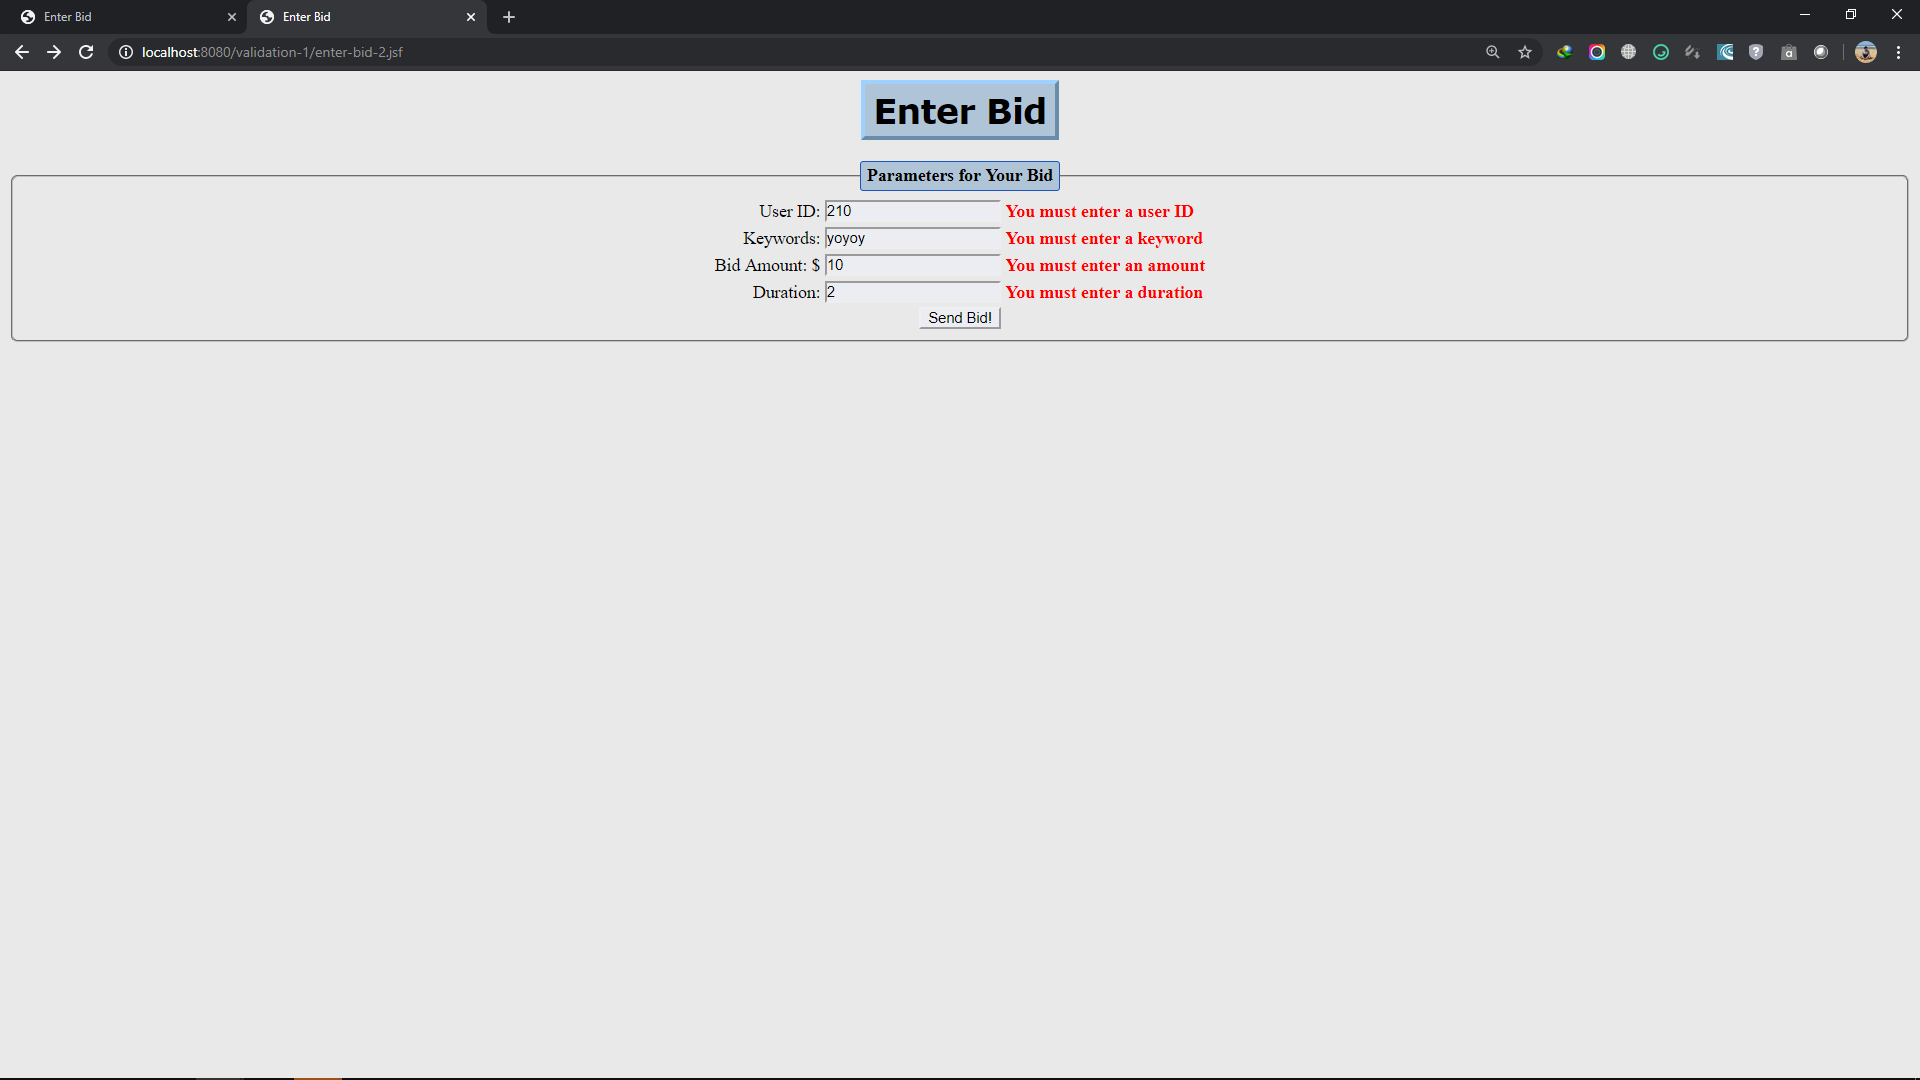 Enter Bid
Enter Bid
localhost:8080/validation-1/enter-bid-2.jsf
Enter Bid
Parameters for Your Bid
User ID: 210 You must enter a user ID
Keywords: yoyoy You must enter a keyword
Bid Amount: $ 10 You must enter an amount
Duration: 2 You must enter a duration
Send Bid!